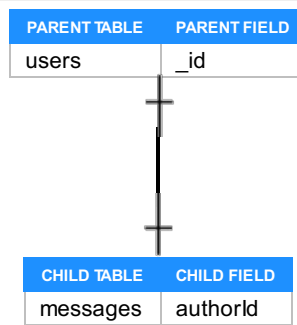 PARENT TABLE PARENT FIELD
users _id
CHILD TABLE CHILD FIELD
messages authorId